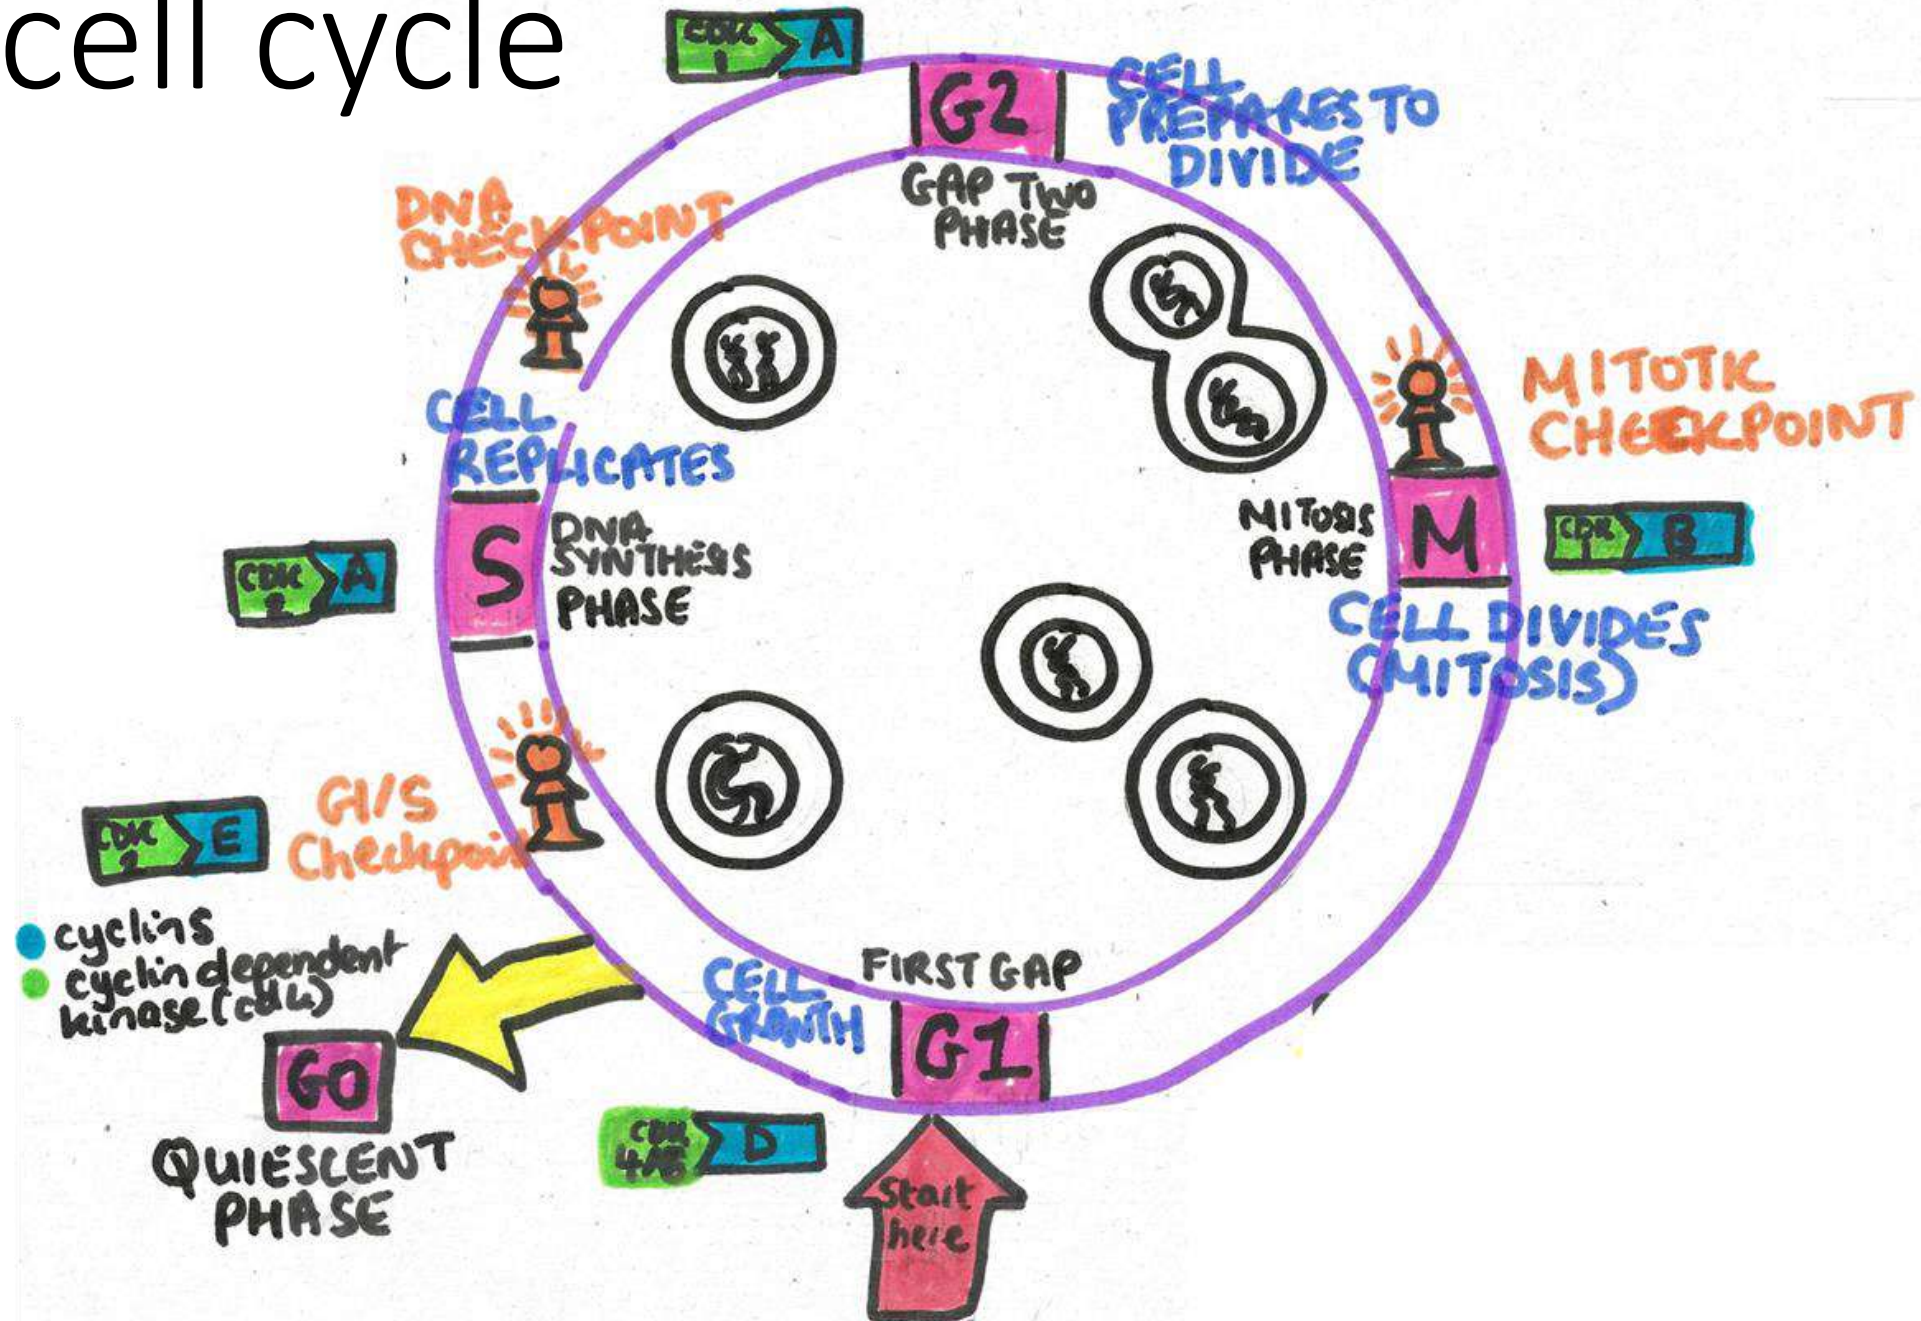 cell cycle
CDK
1
A
G2
CELL
PREPARES TO
DIVIDE
GAP TWO
PHASE
DNA
CHECKPOINT
MITOTIC
CHECKPOINT
CELL
REPLICATES
S
DNA
SYNTHESIS
PHASE
CDK
2
A
MITOSIS
PHASE
M
CDK
1
B
CELL DIVIDES
(MITOSIS)
G1/S
Checkpoint
CDK
2
E
cyclins
cyclin dependent
kinase (cdk)
FIRST GAP
CELL
GROWTH
G1
G0
QUIESCENT
PHASE
CDK
4/6
D
Start
here